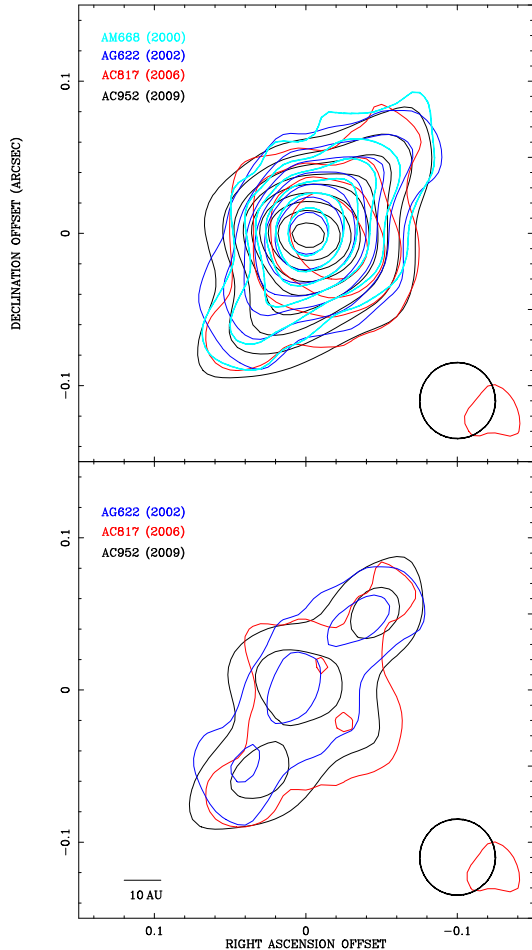 AM668 (2000)
AG622 (2002)
AC817 (2006)
AC952 (2009)
0.1
0
−0.1
DECLINATION OFFSET (ARCSEC)
AG622 (2002)
AC817 (2006)
AC952 (2009)
0.1
0
−0.1
10 AU
0.1 0 −0.1
RIGHT ASCENSION OFFSET